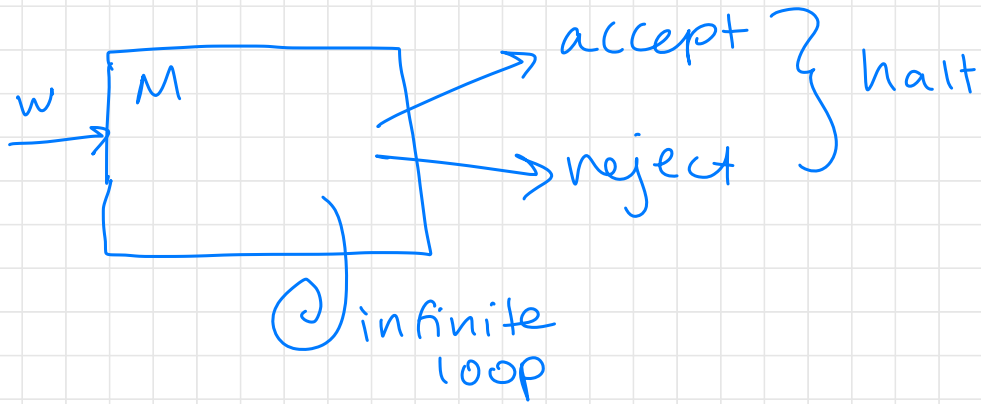 accept
halt
M
w
reject
infinite
loop